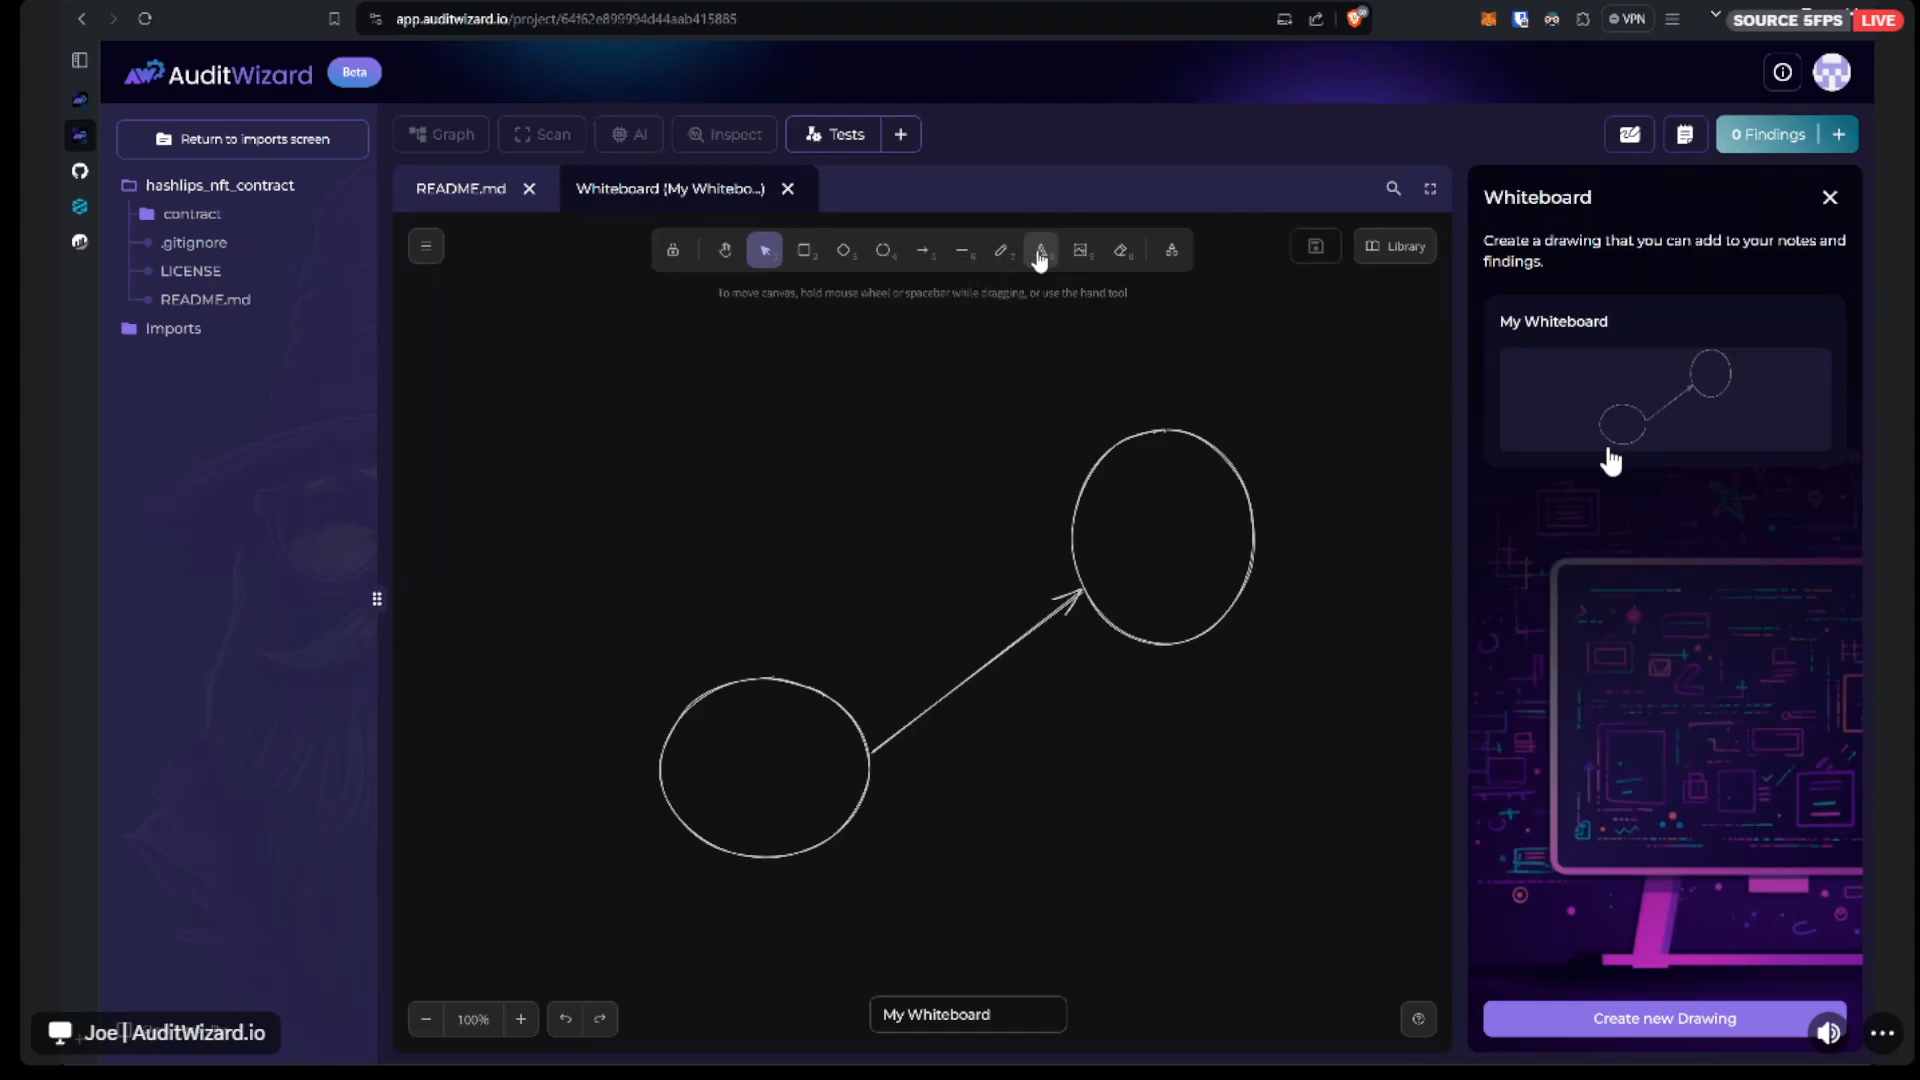 app.auditwizard.io/project/64f62e899994d44aab415885
VPN
SOURCE 5FPS
LIVE
AuditWizard
Beta
Return to imports screen
Graph
Scan
AI
Inspect
Tests
0 Findings
hashlips_nft_contract
contract
.gitignore
LICENSE
README.md
Imports
README.md
Whiteboard (My Whitebo...)
Library
To move canvas, hold mouse wheel or spacebar while dragging, or use the hand tool
Whiteboard
Create a drawing that you can add to your notes and
findings.
My Whiteboard
100%
My Whiteboard
Create new Drawing
Joe | AuditWizard.io